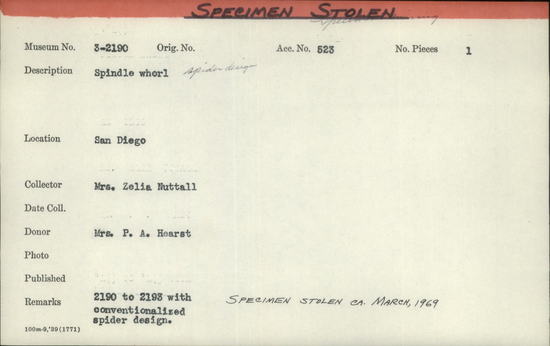 SPECIMEN STOLEN
Museum No. 3-2190 Orig. No. Acc. No. 523 No. Pieces 1
Description Spindle whorl spider design
Location San Diego
Collector Mrs. Zelia Nuttall
Date Coll.
Donor Mrs. P. A. Hearst
Photo
Published
Remarks 2190 to 2193 with SPECIMEN STOLEN CA. MARCH, 1969
conventionalized
spider design.
100m-9,'39(1771)